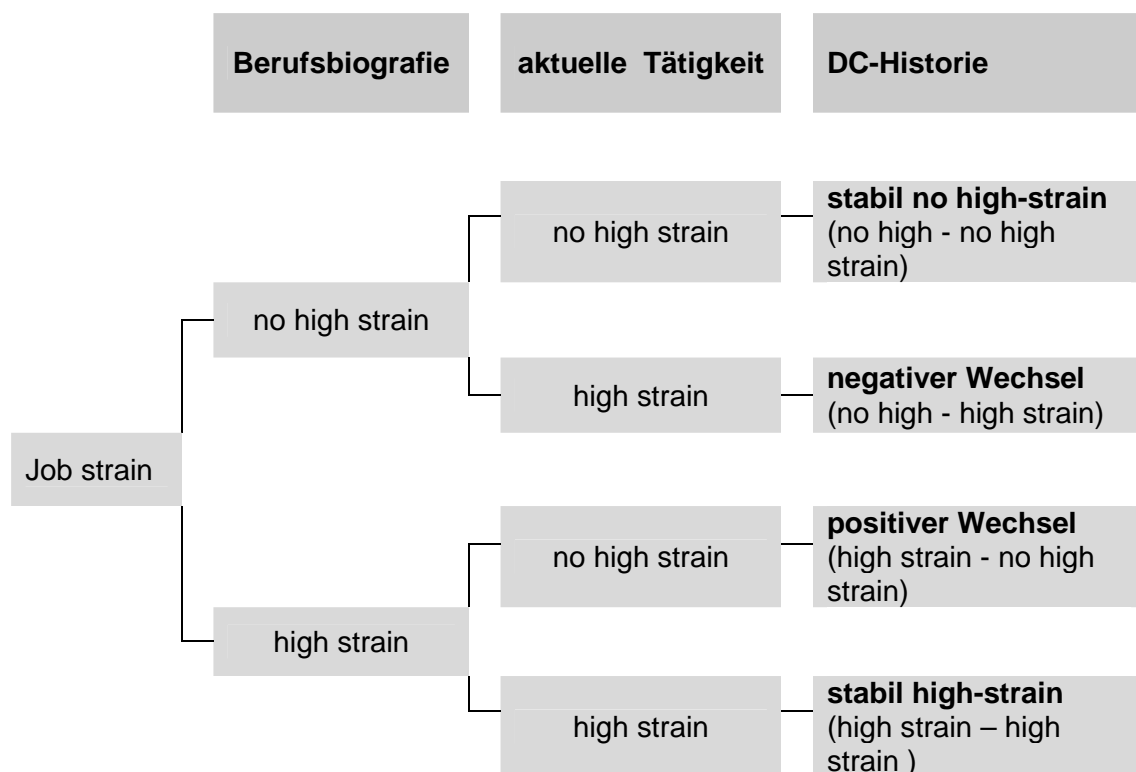 Berufsbiografie
aktuelle Tätigkeit
DC-Historie
Job strain
no high strain
no high strain
stabil no high-strain
(no high - no high
strain)
high strain
negativer Wechsel
(no high - high strain)
high strain
no high strain
positiver Wechsel
(high strain - no high
strain)
high strain
stabil high-strain
(high strain – high
strain )